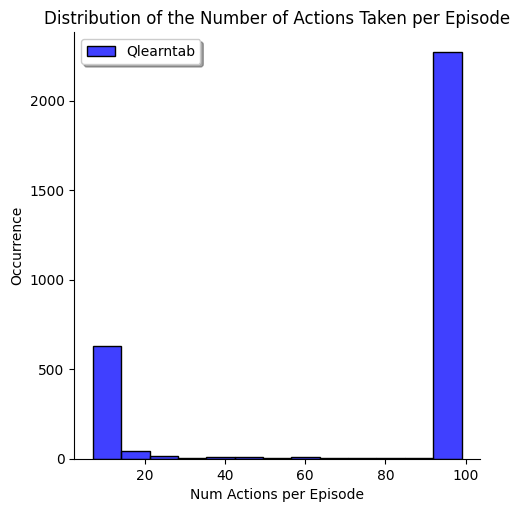 Distribution of the Number of Actions Taken per Episode
Qlearntab
2000
1500
1000
500
0
Occurrence
20 40 60 80 100
Num Actions per Episode